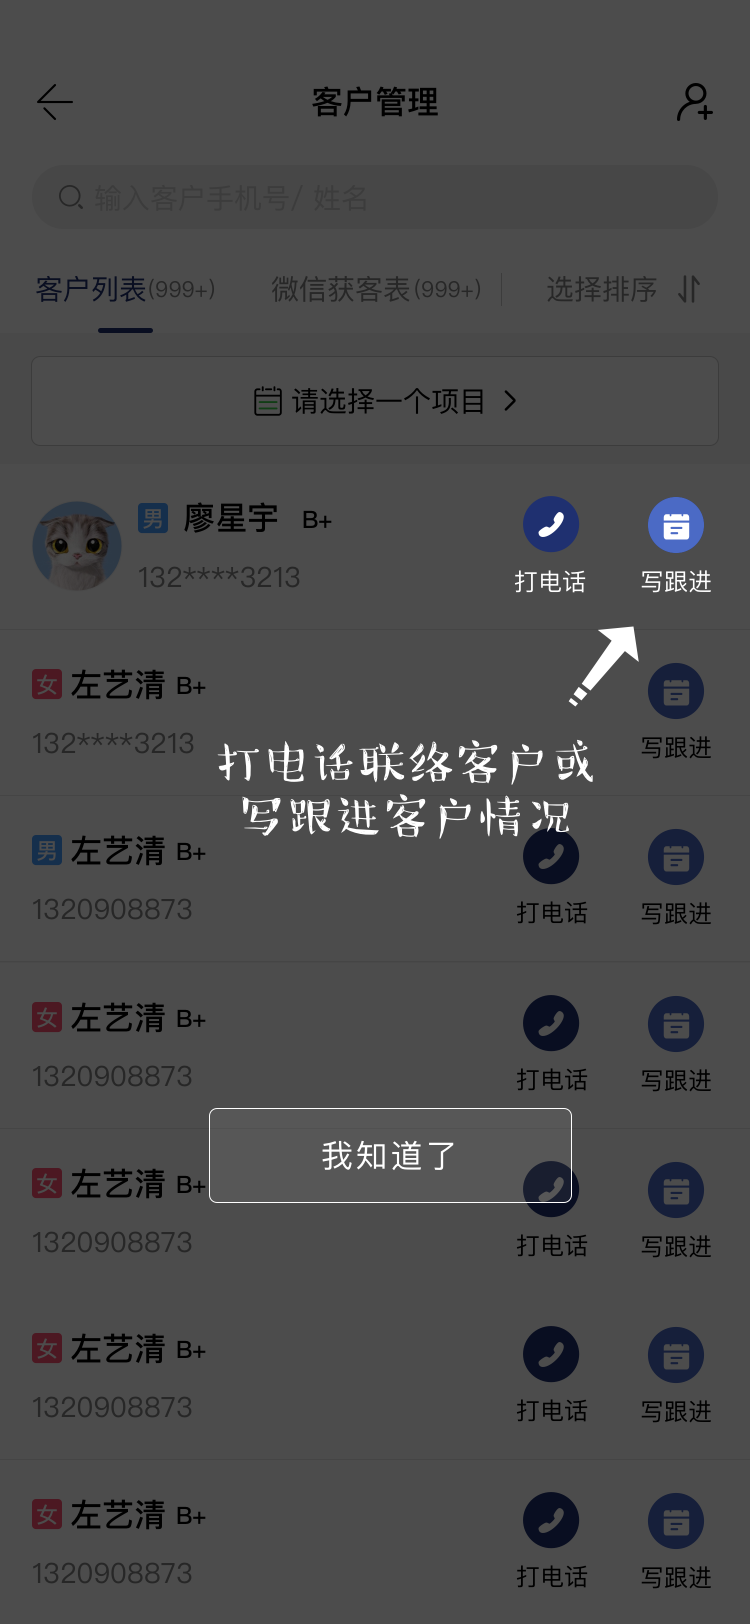 客户管理
输入客户手机号/ 姓名
客户列表(999+) 微信获客表(999+) 选择排序
请选择一个项目
男 廖星宇 B+
132****3213
打电话 写跟进
女 左艺清 B+
132****3213
写跟进
打电话联络客户或
写跟进客户情况
男 左艺清 B+
1320908873
打电话 写跟进
女 左艺清 B+
1320908873
打电话 写跟进
我知道了
女 左艺清 B+
1320908873
打电话 写跟进
女 左艺清 B+
1320908873
打电话 写跟进
女 左艺清 B+
1320908873
打电话 写跟进